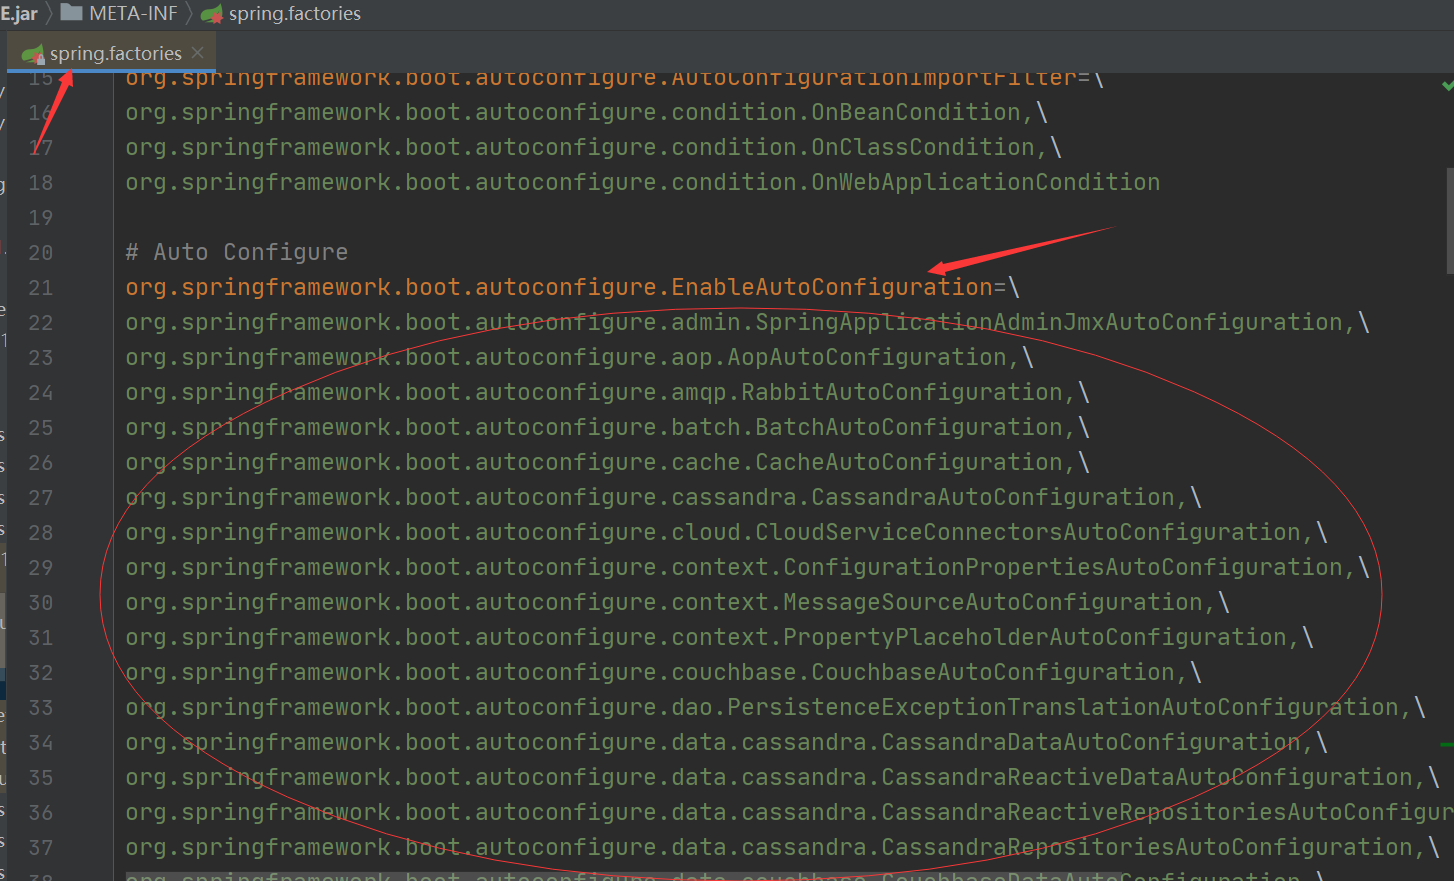 E.jar META-INF spring.factories
spring.factories
15 org.springframework.boot.autoconfigure.AutoConfigurationImportFilter=\
16 org.springframework.boot.autoconfigure.condition.OnBeanCondition,\
17 org.springframework.boot.autoconfigure.condition.OnClassCondition,\
18 org.springframework.boot.autoconfigure.condition.OnWebApplicationCondition
19
20 # Auto Configure
21 org.springframework.boot.autoconfigure.EnableAutoConfiguration=\
22 org.springframework.boot.autoconfigure.admin.SpringApplicationAdminJmxAutoConfiguration,\
23 org.springframework.boot.autoconfigure.aop.AopAutoConfiguration,\
24 org.springframework.boot.autoconfigure.amqp.RabbitAutoConfiguration,\
25 org.springframework.boot.autoconfigure.batch.BatchAutoConfiguration,\
26 org.springframework.boot.autoconfigure.cache.CacheAutoConfiguration,\
27 org.springframework.boot.autoconfigure.cassandra.CassandraAutoConfiguration,\
28 org.springframework.boot.autoconfigure.cloud.CloudServiceConnectorsAutoConfiguration,\
29 org.springframework.boot.autoconfigure.context.ConfigurationPropertiesAutoConfiguration,\
30 org.springframework.boot.autoconfigure.context.MessageSourceAutoConfiguration,\
31 org.springframework.boot.autoconfigure.context.PropertyPlaceholderAutoConfiguration,\
32 org.springframework.boot.autoconfigure.couchbase.CouchbaseAutoConfiguration,\
33 org.springframework.boot.autoconfigure.dao.PersistenceExceptionTranslationAutoConfiguration,\
34 org.springframework.boot.autoconfigure.data.cassandra.CassandraDataAutoConfiguration,\
35 org.springframework.boot.autoconfigure.data.cassandra.CassandraReactiveDataAutoConfiguration,\
36 org.springframework.boot.autoconfigure.data.cassandra.CassandraReactiveRepositoriesAutoConfigur
37 org.springframework.boot.autoconfigure.data.cassandra.CassandraRepositoriesAutoConfiguration,\
38 org.springframework.boot.autoconfigure.data.couchbase.CouchbaseDataAutoConfiguration,\